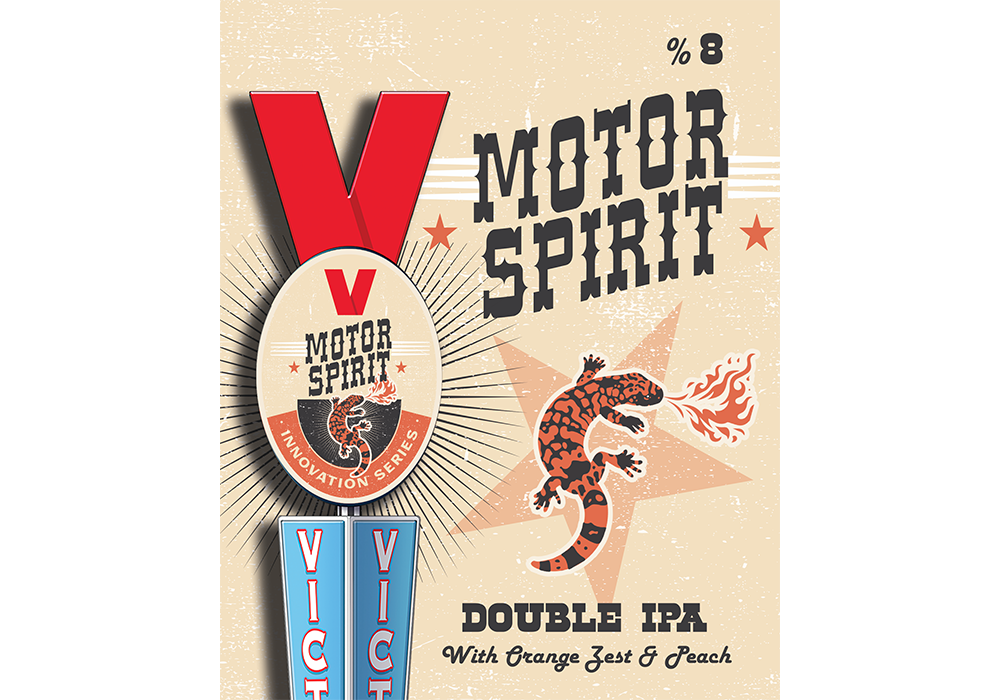 % 8
MOTOR
SPIRIT
V
V
MOTOR
SPIRIT
INNOVATION SERIES
VICT
VICT
DOUBLE IPA
With Orange Zest & Peach